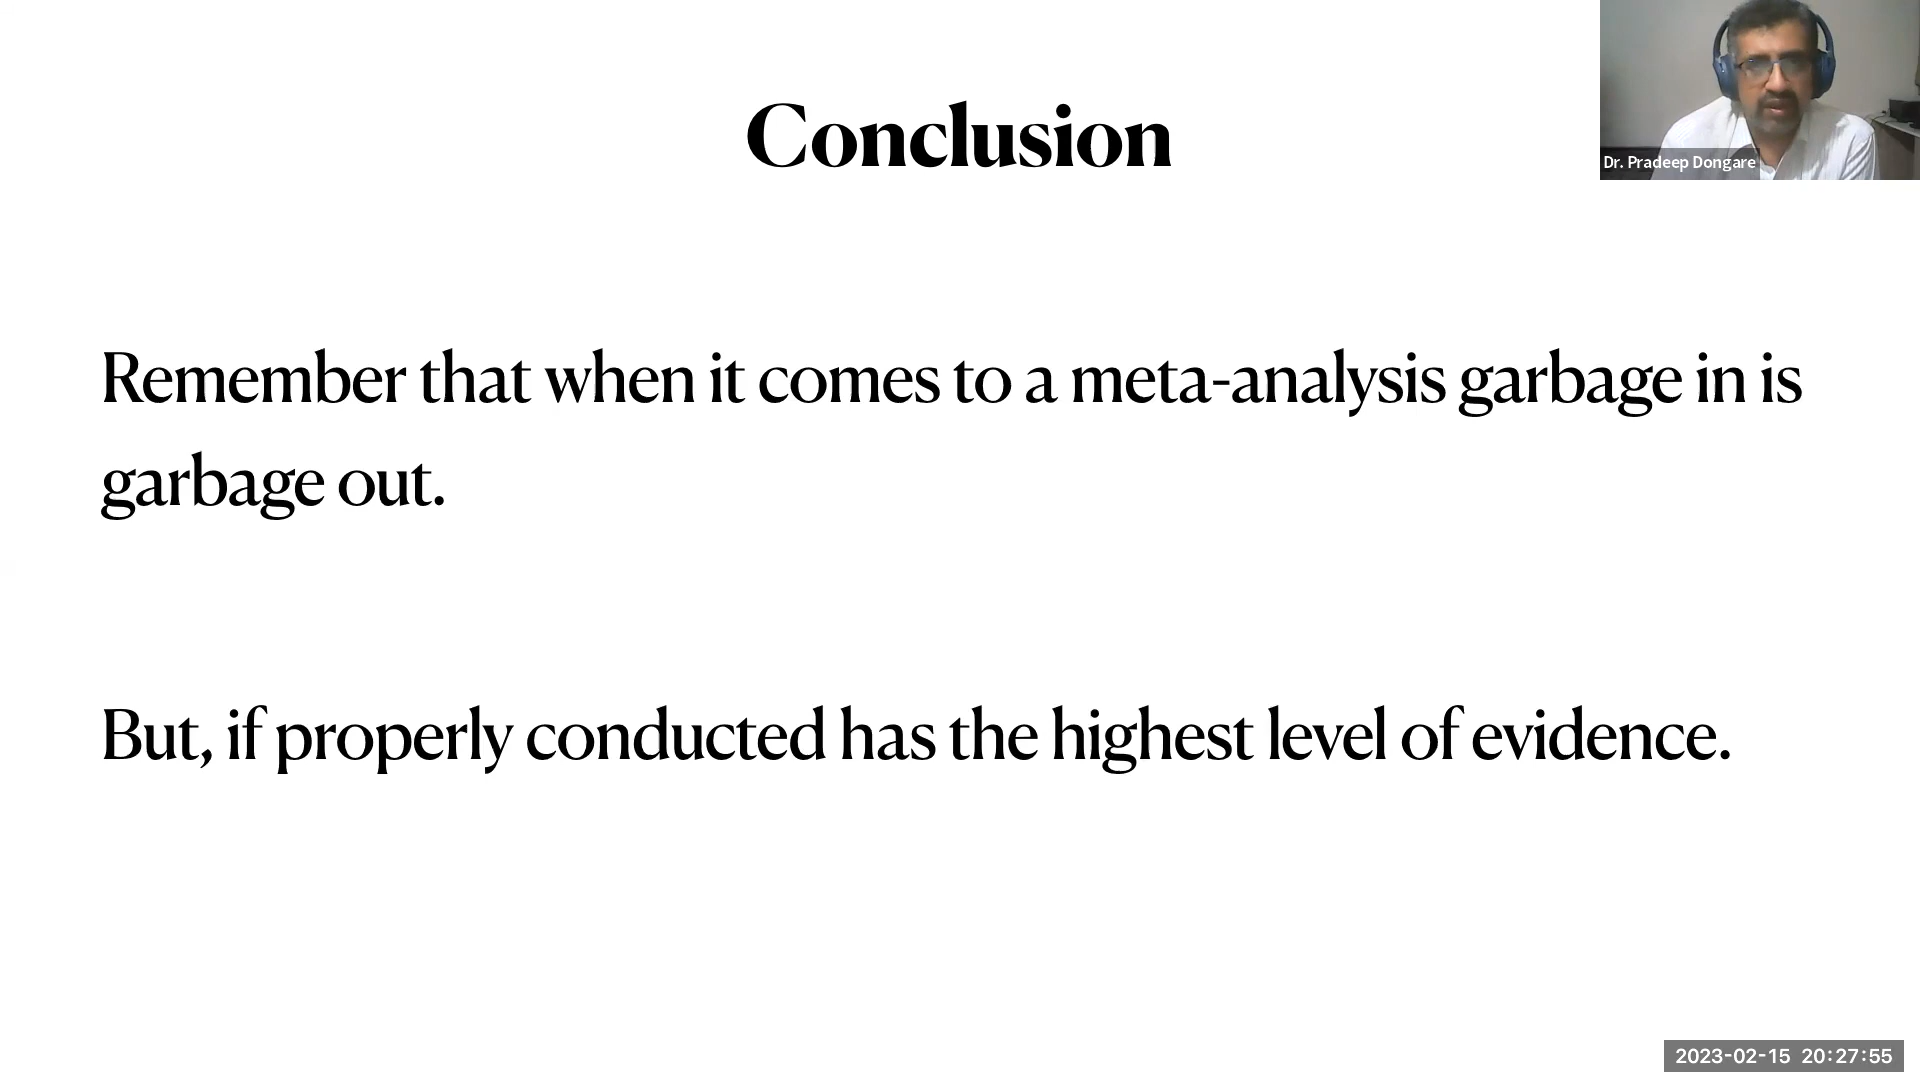 Conclusion
Dr. Pradeep Dongare
Remember that when it comes to a meta-analysis garbage in is
garbage out.
But, if properly conducted has the highest level of evidence.
2023-02-15 20:27:55